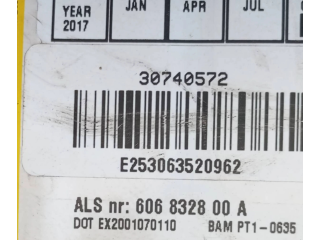 YEAR JAN APR JUL
2017
30740572
E253063520962
ALS nr: 606 8328 00 A
DOT EX2001070110 BAM PT1-0635